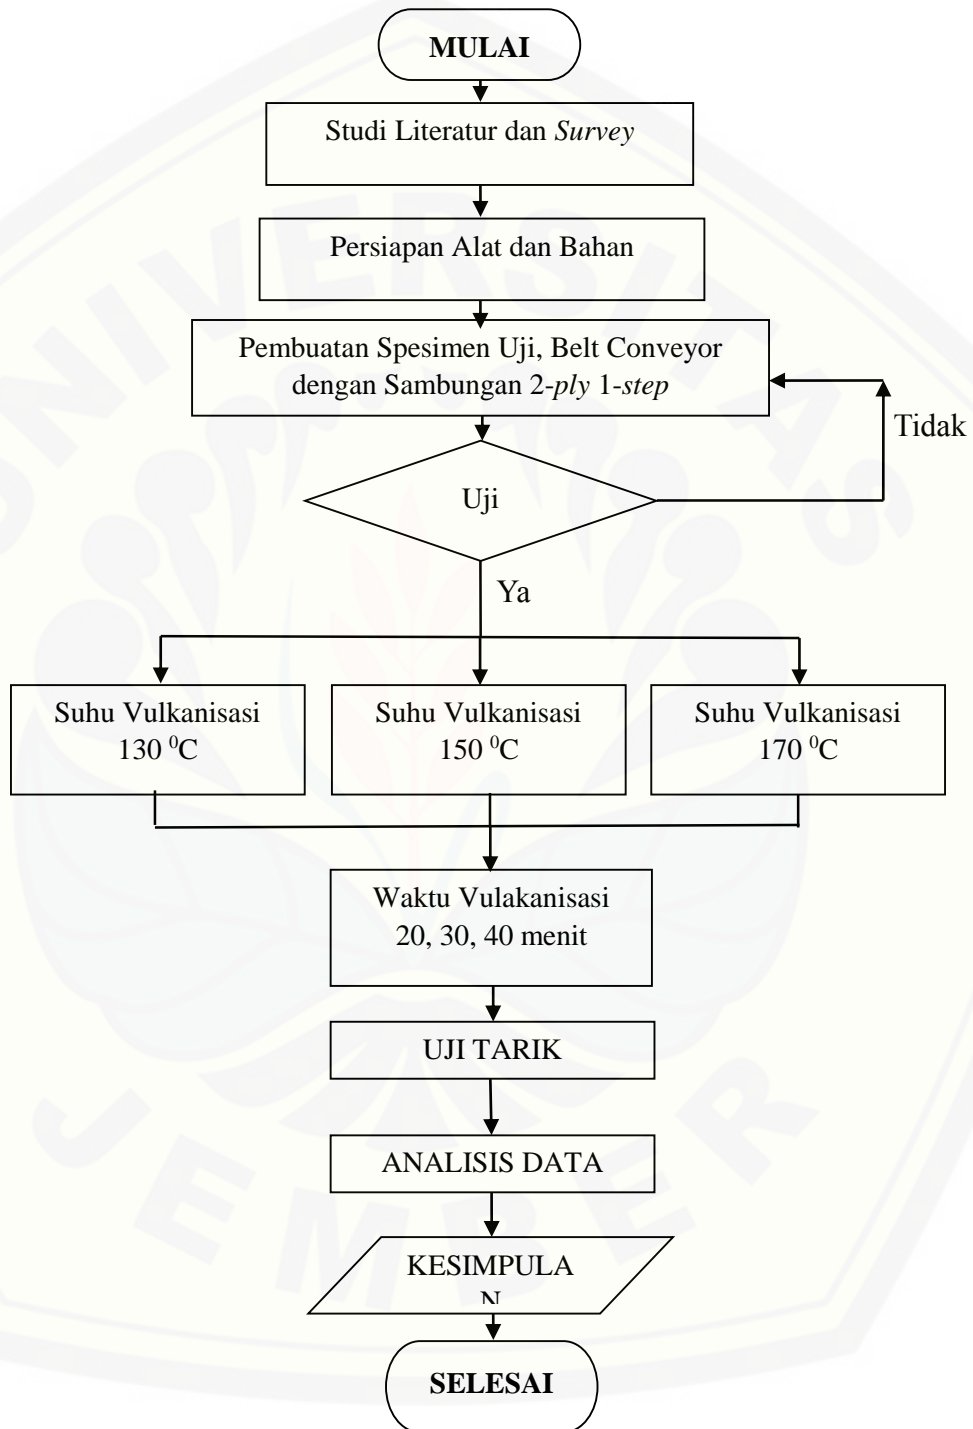 MULAI
Studi Literatur dan Survey
Persiapan Alat dan Bahan
Pembuatan Spesimen Uji, Belt Conveyor
dengan Sambungan 2-ply 1-step
Tidak
Uji
Ya
Suhu Vulkanisasi
130 ⁰C
Suhu Vulkanisasi
150 ⁰C
Suhu Vulkanisasi
170 ⁰C
Waktu Vulakanisasi
20, 30, 40 menit
UJI TARIK
ANALISIS DATA
KESIMPULA
N
SELESAI
UNIVERSITAS
JEMBER